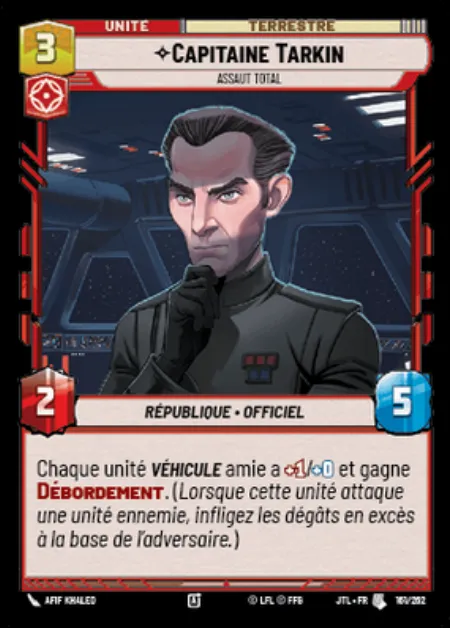 UNITÉ
TERRESTRE
3
CAPITAINE TARKIN
ASSAUT TOTAL
2
RÉPUBLIQUE • OFFICIEL
5
Chaque unité VÉHICULE amie a +1/+0 et gagne
DÉBORDEMENT. (Lorsque cette unité attaque
une unité ennemie, infligez les dégâts en excès
à la base de l'adversaire.)
AFIF KHALED
© LFL © FFG
JTL • FR
161/262